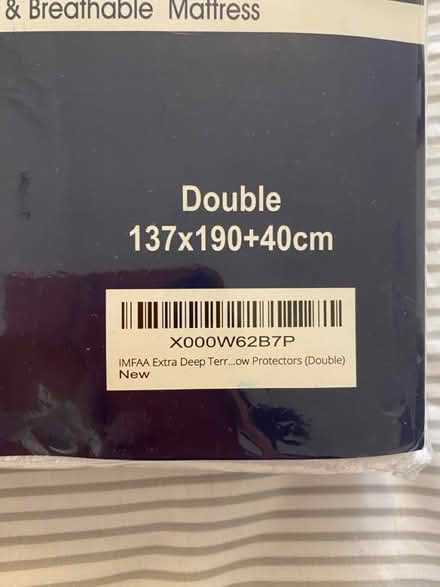 & Breathable Mattress
Double
137x190+40cm
X000W62B7P
IMFAA Extra Deep Terr...ow Protectors (Double)
New